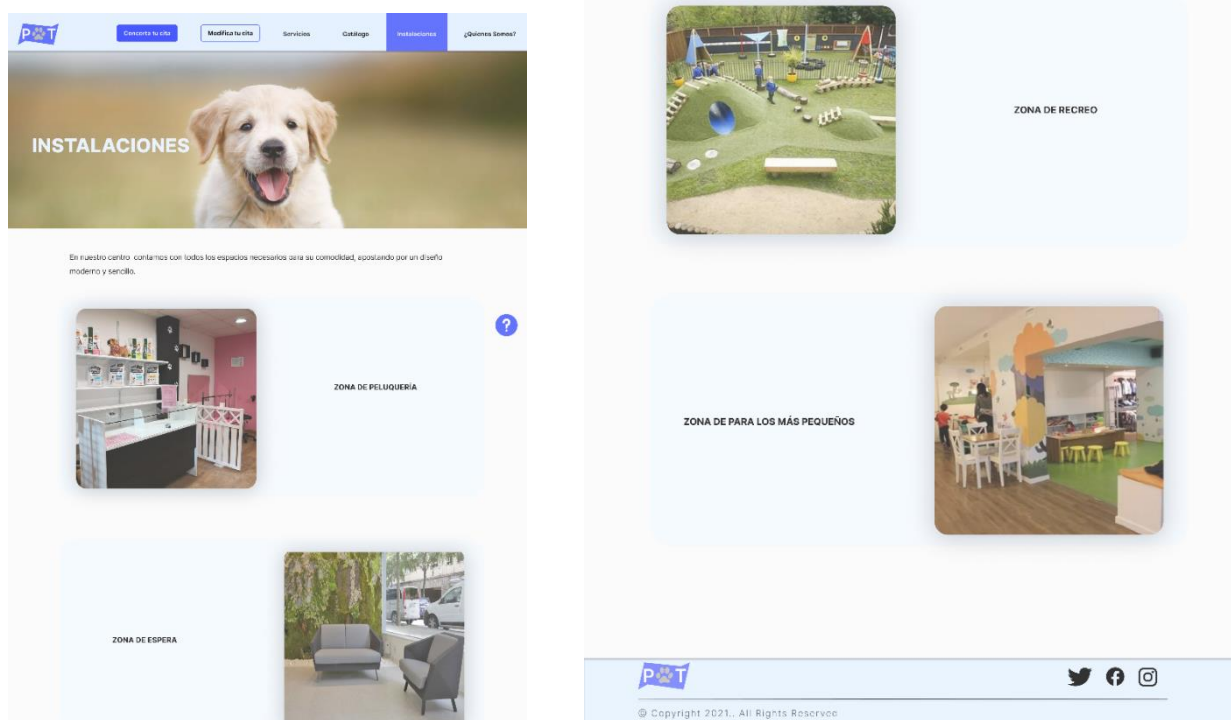 PET
Concerta tu cita
Modifica tu cita
Servicios
Catálogo
Instalaciones
¿Quienes Somos?
INSTALACIONES
En nuestro centro contamos con todos los espacios necesarios para su comodidad, apostando por un diseño
moderno y sencillo.
?
ZONA DE PELUQUERÍA
ZONA DE ESPERA
ZONA DE RECREO
ZONA DE PARA LOS MÁS PEQUEÑOS
P T
© Copyright 2021.. All Rights Reserved